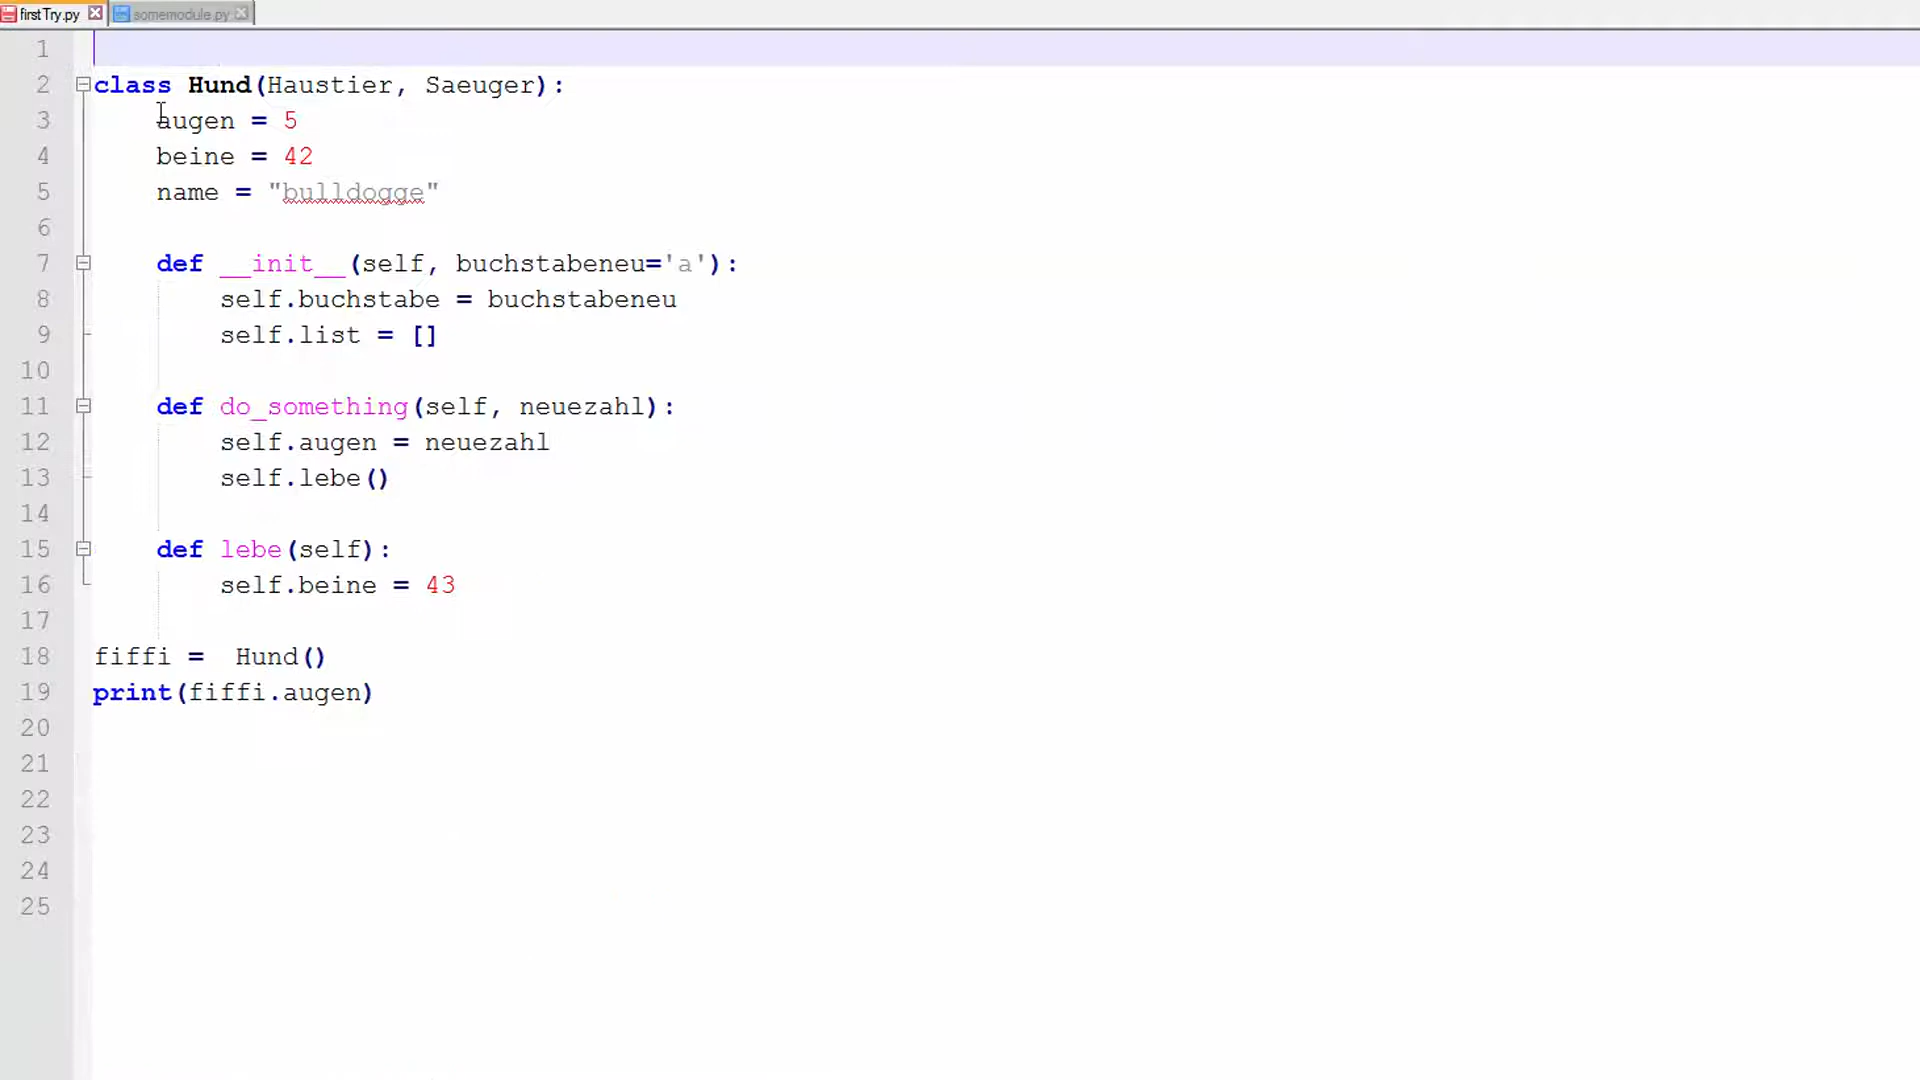 firstTry.py somemodule.py
1
2 class Hund(Haustier, Saeuger):
3 augen = 5
4 beine = 42
5 name = "bulldogge"
6
7 def __init__(self, buchstabeneu='a'):
8 self.buchstabe = buchstabeneu
9 self.list = []
10
11 def do_something(self, neuezahl):
12 self.augen = neuezahl
13 self.lebe()
14
15 def lebe(self):
16 self.beine = 43
17
18 fiffi =  Hund()
19 print(fiffi.augen)
20
21
22
23
24
25